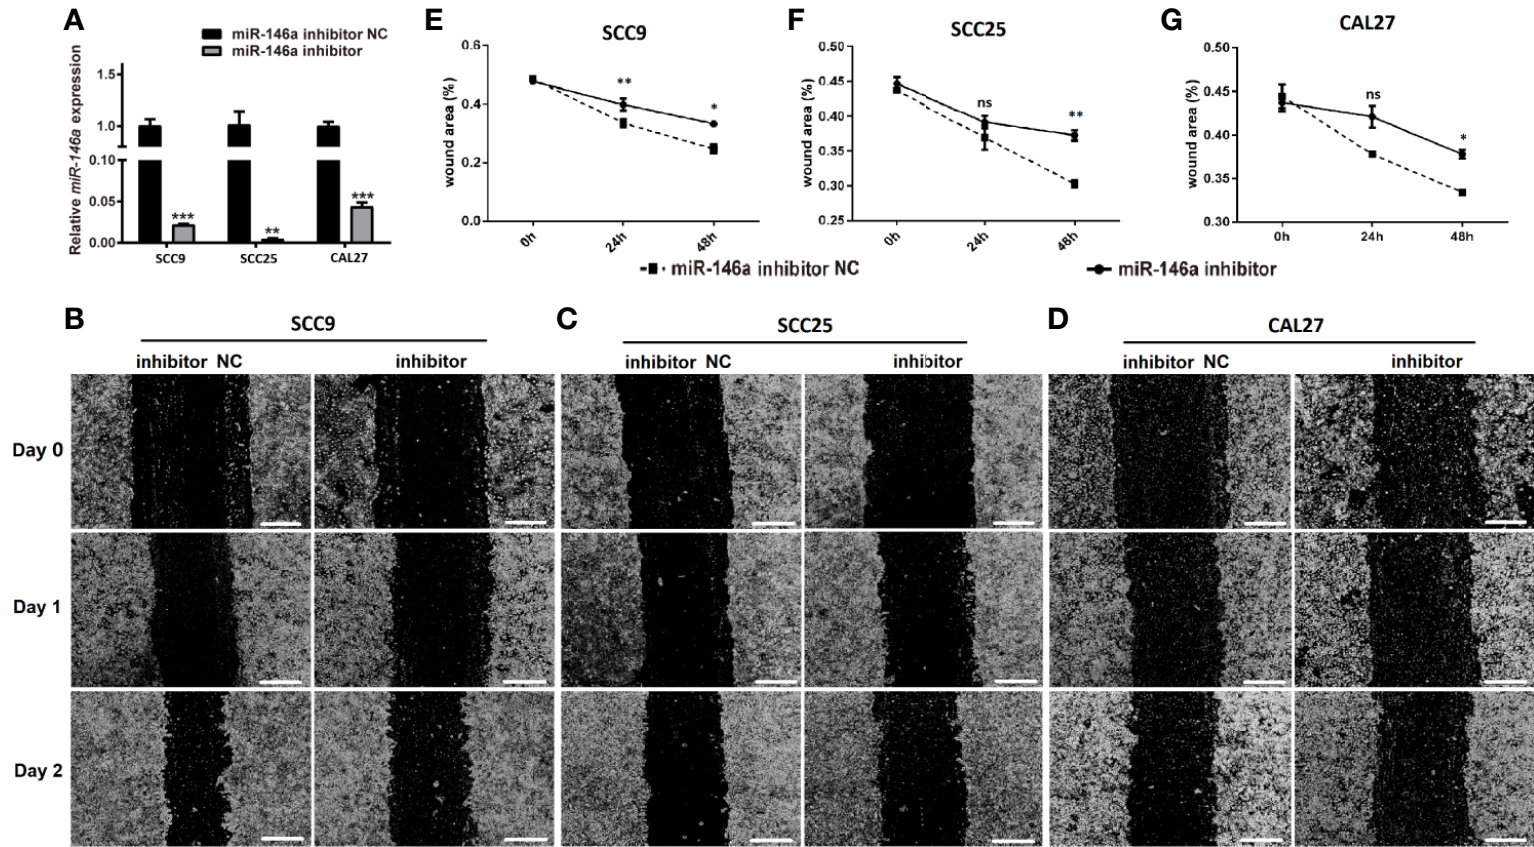 A
miR-146a inhibitor NC
miR-146a inhibitor
Relative miR-146a expression
1.5
1.0
0.10
0.05
0.00
***
**
***
SCC9
SCC25
CAL27
E
SCC9
wound area (%)
0.6
0.4
0.2
0.0
**
*
0h
24h
48h
F
SCC25
wound area (%)
0.50
0.45
0.40
0.35
0.30
0.25
ns
**
0h
24h
48h
G
CAL27
wound area (%)
0.50
0.45
0.40
0.35
0.30
ns
*
0h
24h
48h
miR-146a inhibitor NC
miR-146a inhibitor
B
SCC9
inhibitor NC
inhibitor
C
SCC25
inhibitor NC
inhibitor
D
CAL27
inhibitor NC
inhibitor
Day 0
Day 1
Day 2